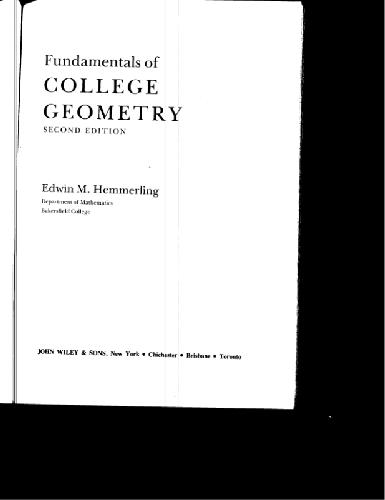 Fundamentals of
COLLEGE
GEOMETRY
SECOND EDITION
Edwin M. Hemmerling
Department of Mathematics
Bakersfield College
JOHN WILEY & SONS, New York • Chichester • Brisbane • Toronto